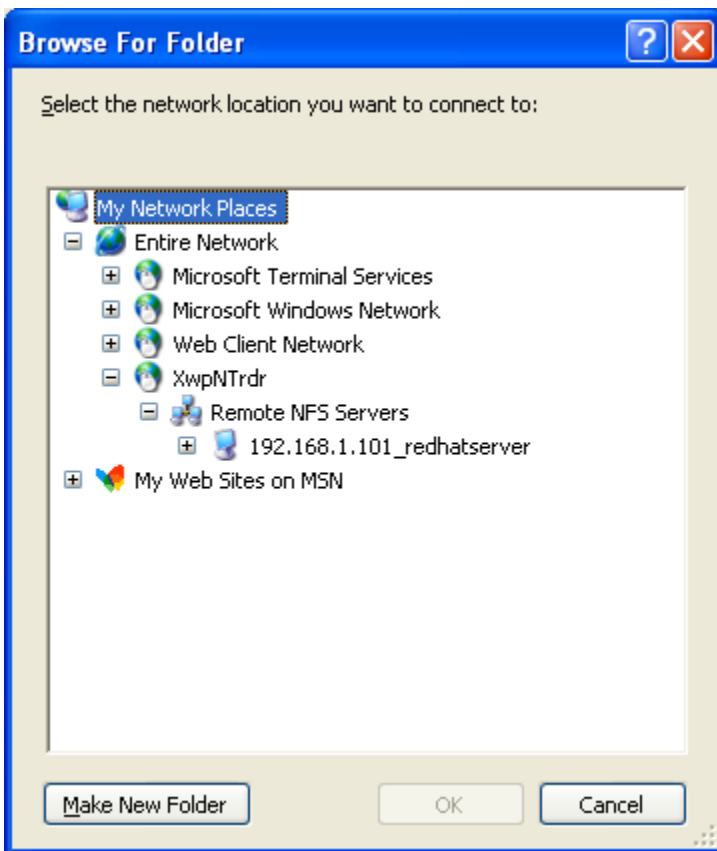 Browse For Folder
Select the network location you want to connect to:
My Network Places
Entire Network
Microsoft Terminal Services
Microsoft Windows Network
Web Client Network
XwpNTrdr
Remote NFS Servers
192.168.1.101_redhatserver
My Web Sites on MSN
Make New Folder OK Cancel